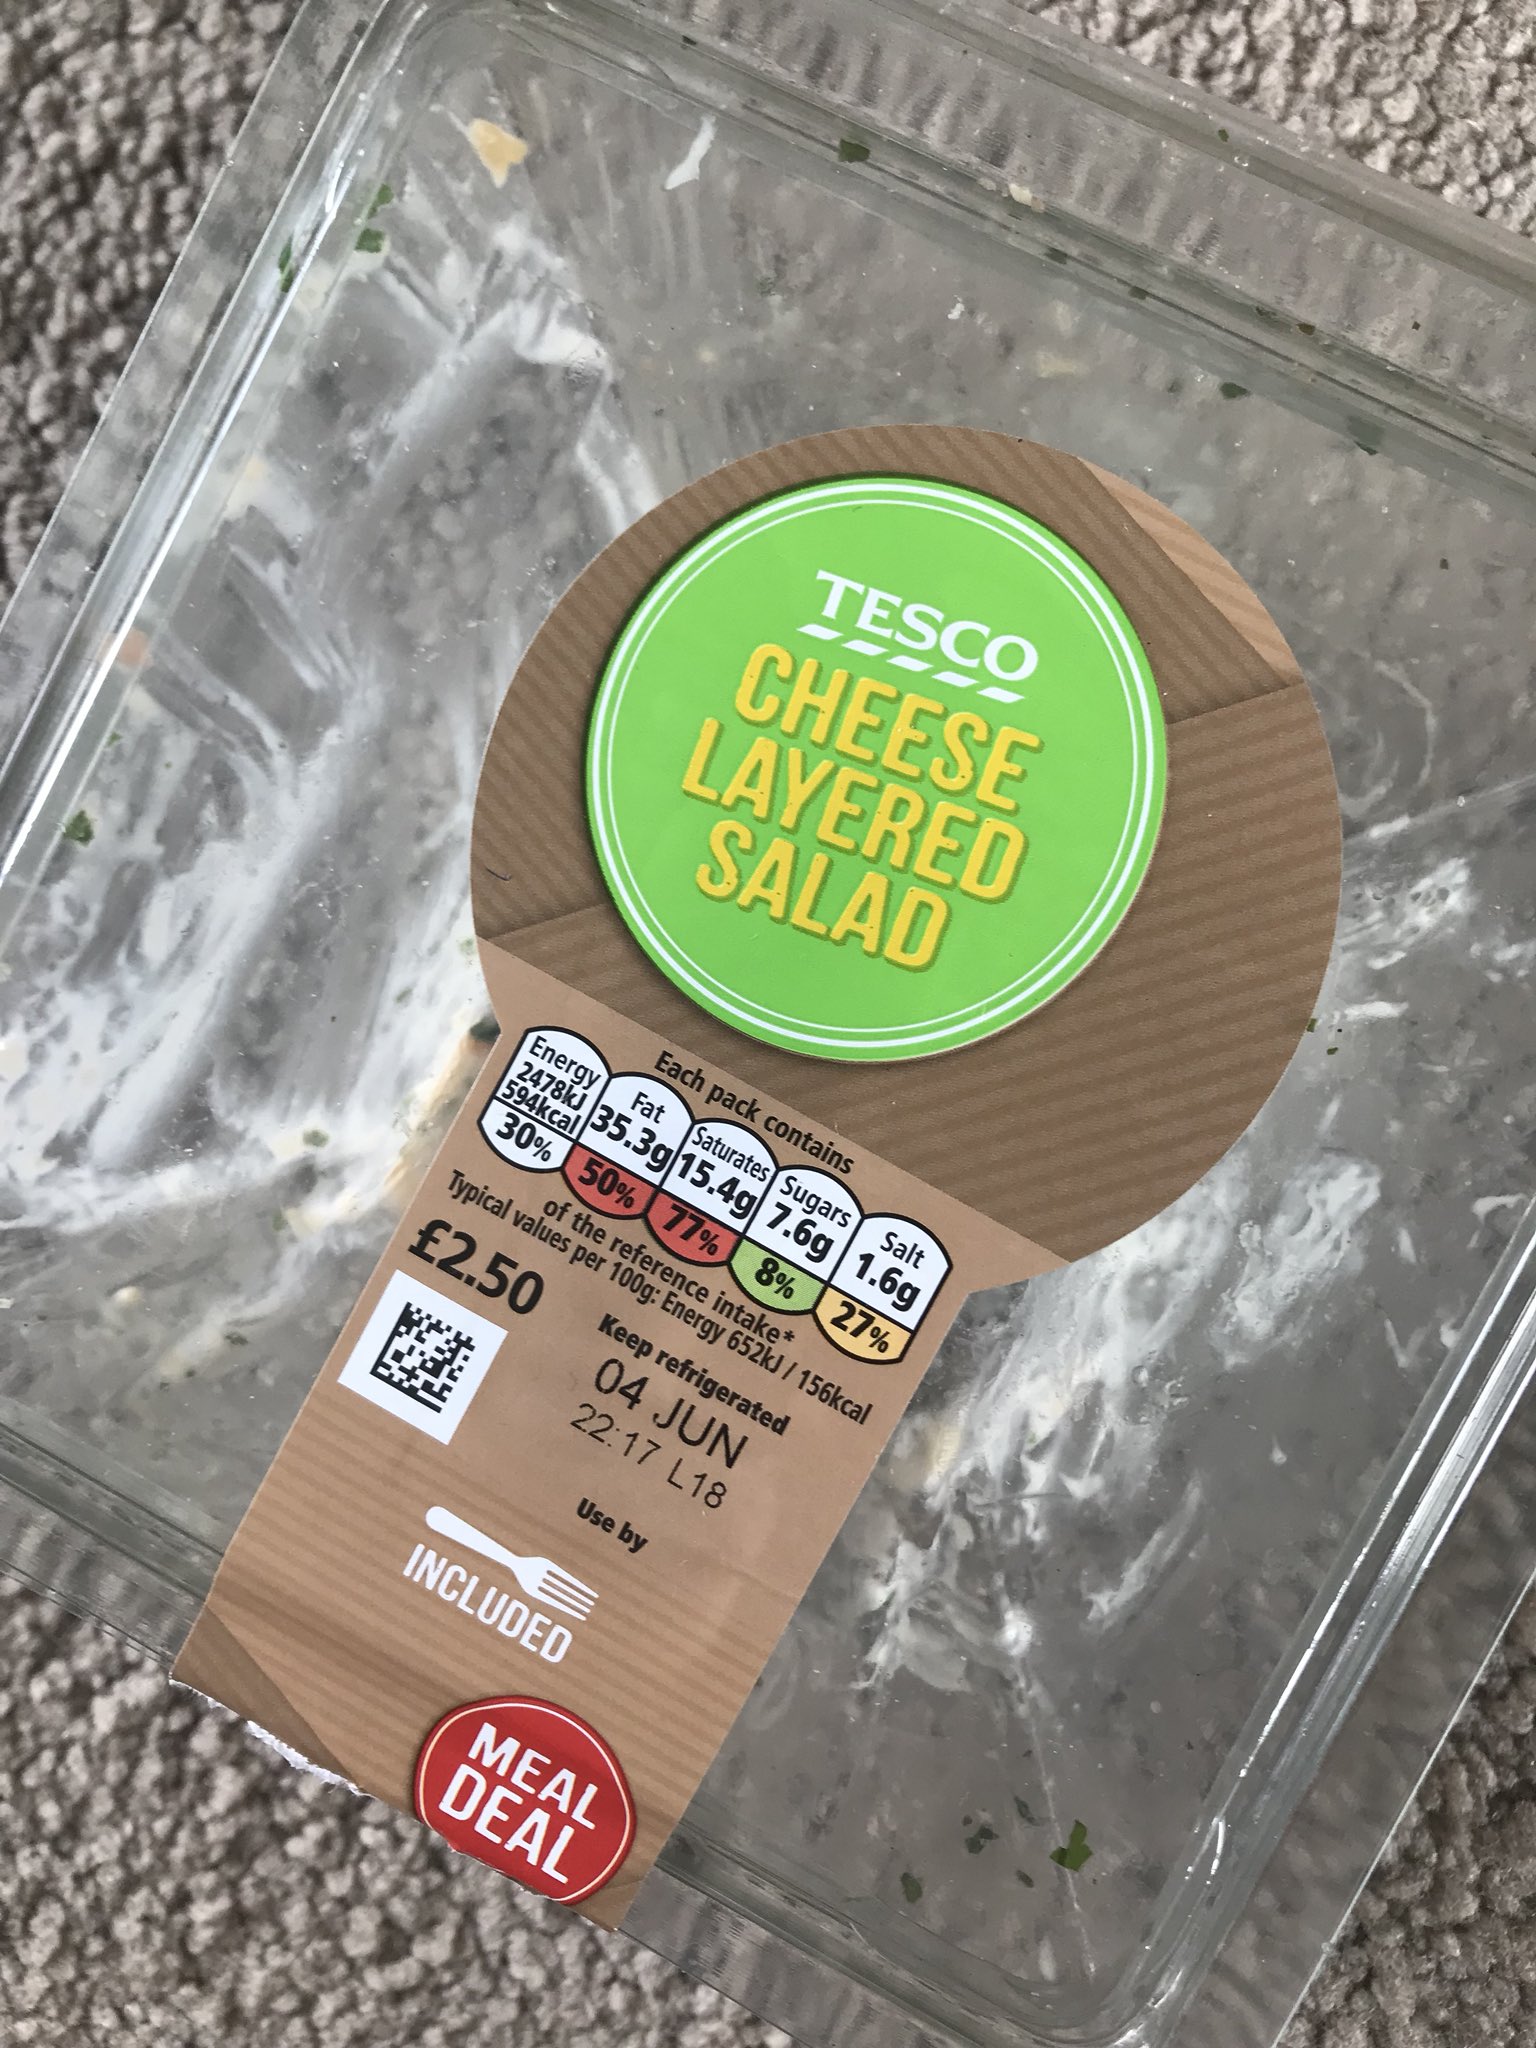 TESCO
CHEESE
LAYERED
SALAD
Each pack contains
Energy
2478kJ
594kcal
30%
Fat
35.3g
50%
Saturates
15.4g
77%
Sugars
7.6g
8%
Salt
1.6g
27%
of the reference intake*
Typical values per 100g: Energy 652kJ / 156kcal
£2.50
Keep refrigerated
04 JUN
22:17 L18
Use by
INCLUDED
MEAL
DEAL